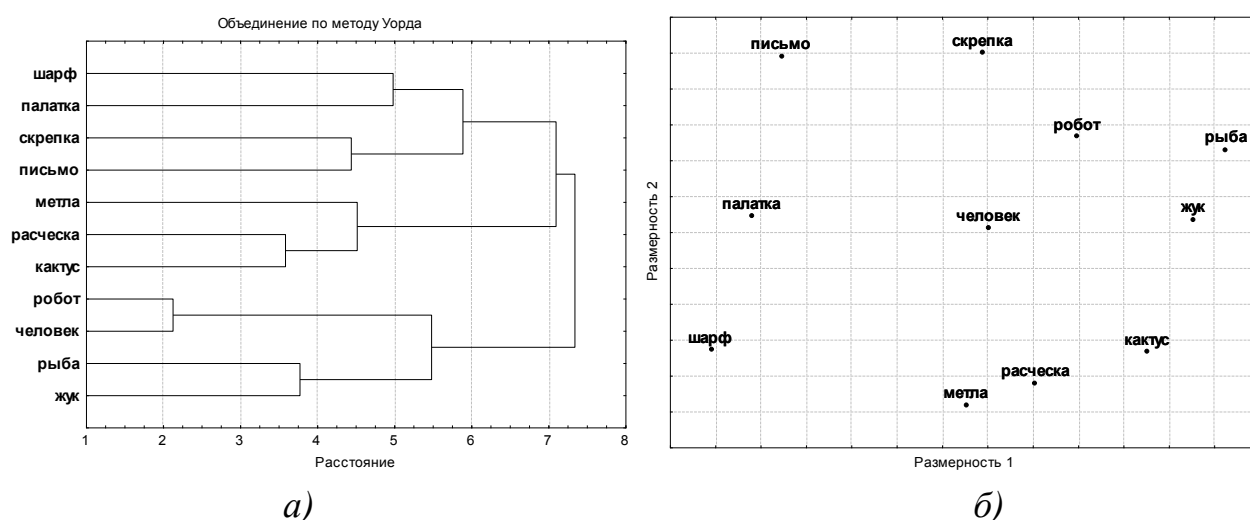 Объединение по методу Уорда
шарф
палатка
скрепка
письмо
метла
расческа
кактус
робот
человек
рыба
жук
1 2 3 4 5 6 7 8
Расстояние
а)
письмо
скрепка
робот
рыба
палатка
человек
жук
шарф
кактус
расческа
метла
Размерность 2
Размерность 1
б)